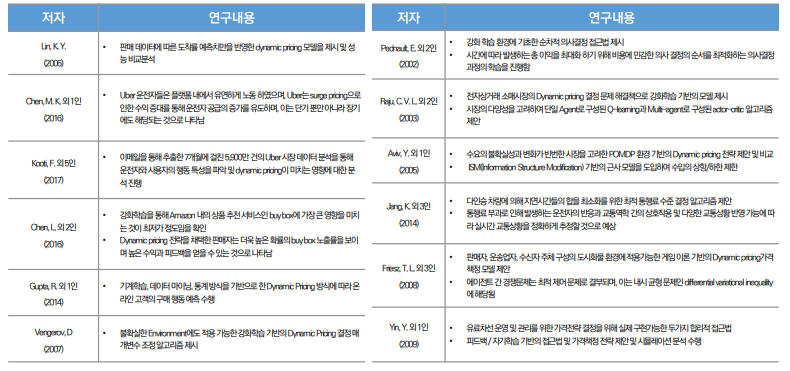 저자 연구내용
Lin, K. Y.
(2006)
• 판매 데이터에 따른 도착률 예측치만을 반영한 dynamic pricing 모델을 제시 및 성
능 비교분석
Chen, M. K. 외 1인
(2016)
• Uber 운전자들은 플랫폼 내에서 유연하게 노동 하였으며, Uber는 surge pricing으로
인한 수익 증대를 통해 운전자 공급의 증가를 유도하며, 이는 단기 뿐만 아니라 장기
에도 해당되는 것으로 나타남
Kooti, F. 외 5인
(2017)
• 이메일을 통해 추출한 7개월에 걸친 5,900만 건의 Uber 시장 데이터 분석을 통해
운전자와 사용자의 행동 특성을 파악 및 dynamic pricing이 미치는 영향에 대한 분
석 진행
Chen, L. 외 2인
(2016)
• 강화학습을 통해 Amazon 내의 상품 추천 서비스인 buy box에 가장 큰 영향을 미치
는 것이 최저가 정도임을 확인
• Dynamic pricing 전략을 채택한 판매자는 더욱 높은 확률의 buy box 노출률을 보이
며 높은 수익과 피드백을 얻을 수 있는 것으로 나타남
Gupta, R. 외 1인
(2014)
• 기계학습, 데이터 마이닝, 통계 방식을 기반으로 한 Dynamic Pricing 방식에 따라 온
라인 고객의 구매 행동 예측 수행
Vengerov, D
(2007)
• 불확실한 Environment에도 적용 가능한 강화학습 기반의 Dynamic Pricing 결정 매
개변수 조정 알고리즘 제시
저자 연구내용
Pednault, E. 외 2인
(2002)
• 강화 학습 환경에 기초한 순차적 의사결정 접근법 제시
• 시간에 따라 발생하는 총 이익을 최대화 하기 위해 비용에 민감한 의사 결정의 순서를 최적화하는 의사결정
과정의 학습을 진행함
Raju, C. V. L. 외 2인
(2003)
• 전자상거래 소매시장의 Dynamic pricing 결정 문제 해결책으로 강화학습 기반의 모델 제시
• 시장의 다양성을 고려하여 단일 Agent로 구성된 Q-learning과 Multi-agent로 구성된 actor-critic 알고리즘
제안
Aviv, Y. 외 1인
(2005)
• 수요의 불확실성과 변화가 빈번한 시장을 고려한 POMDP 환경 기반의 Dynamic pricing 전략 제안 및 비교
• ISM(Information Structure Modification) 기반의 근사 모델을 도입하여 수입의 상항/하한 제한
Jang, K. 외 3인
(2014)
• 다인승 차량에 의해 지연시간들의 합을 최소화를 위한 최적 통행료 수준 결정 알고리즘 제안
• 통행료 부과로 인해 발생하는 운전자의 반응과 교통역학 간의 상호작용 및 다양한 교통상황 반영 가능에 따
라 실시간 교통상황을 정확하게 추정할 것으로 예상
Friesz, T. L. 외 3인
(2008)
• 판매자, 운송업자, 수신자 주체 구성의 도시화물 환경에 적용가능한 게임 이론 기반의 Dynamic pricing가격
책정 모델 제안
• 에이전트 간 경쟁문제는 최적 제어 문제로 결부되며, 이는 내시 균형 문제인 differential variational inequality
에 해당됨
Yin, Y. 외 1인
(2009)
• 유료차선 운영 및 관리를 위한 가격전략 결정을 위해 실제 구현가능한 두가지 합리적 접근법
• 피드백 / 자기학습 기반의 접근법 및 가격책정 전략 제안 및 시뮬레이션 분석 수행